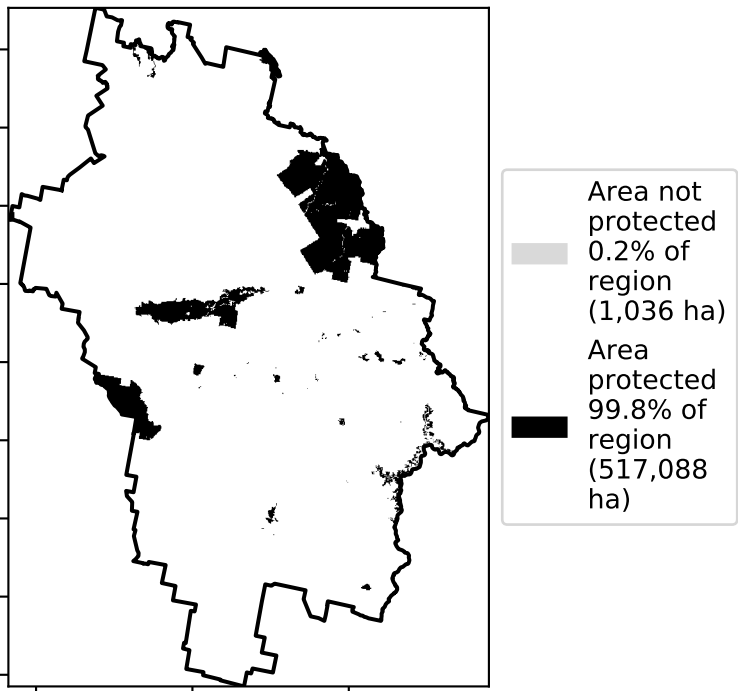 Area not
protected
0.2% of
region
(1,036 ha)
Area
protected
99.8% of
region
(517,088
ha)